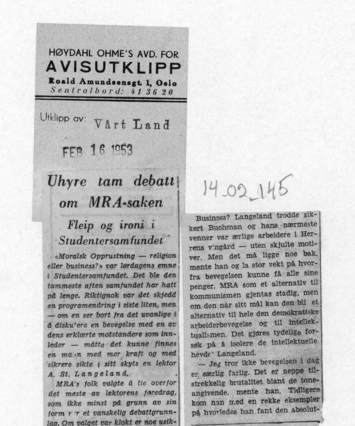 HØYDAHL OHME'S AVD. FOR
AVISUTKLIPP
Roald Amundsensgt. 1, Oslo
Sentralbord: 413620
Utklipp av: Vårt Land
FEB 16 1953
14.02_145
Uhyre tam debatt
om MRA-saken
Fleip og ironi i
Studentersamfundet
«Moralsk Opprustning — religion
eller business?» var lørdagens emne
i Studentersamfundet. Det ble den
tammeste aften samfundet har hatt
på lenge. Riktignok var det skjedd
en programendring i siste liten, men
— om en ser bort fra det uvanlige i
å diskutere en bevegelse med en av
dens erklærte motstandere som inn-
leder — måtte det kunne finnes
en mann med mer kraft og med
sikrere sikte i sitt skyts en lektor
A. St. Langeland.
MRA's folk valgte å tie overfor
det meste av lektorens foredrag,
som ikke minst på grunn av sin
form var et vanskelig debattgrunn-
lag. Om valget var klokt er noe usik-
Business? Langeland trodde sik-
kert Buchman og hans nærmeste
venner var ærlige arbeidere i Her-
rens vingård — uten skjulte moti-
ver. Men det må ligge noe bak,
mente han og la stor vekt på hvor-
fra bevegelsen kunne få alle sine
penger. MRA som et alternativ til
kommunismen gjentas stadig, men
om den når sitt mål kan den bli et
alternativ til hele den demokratiske
arbeiderbevegelse og til intellek-
tualismen. Det gjøres tydelige for-
søk på å isolere de intellektuelle,
hevdet Langeland.
— Jeg tror ikke bevegelsen i dag
er særlig farlig. Det er neppe til-
strekkelig brutalitet blant de tone-
angivende, mente han. Tidligere
kom man med en rekke eksempler
på hvorledes han fant den absolut-